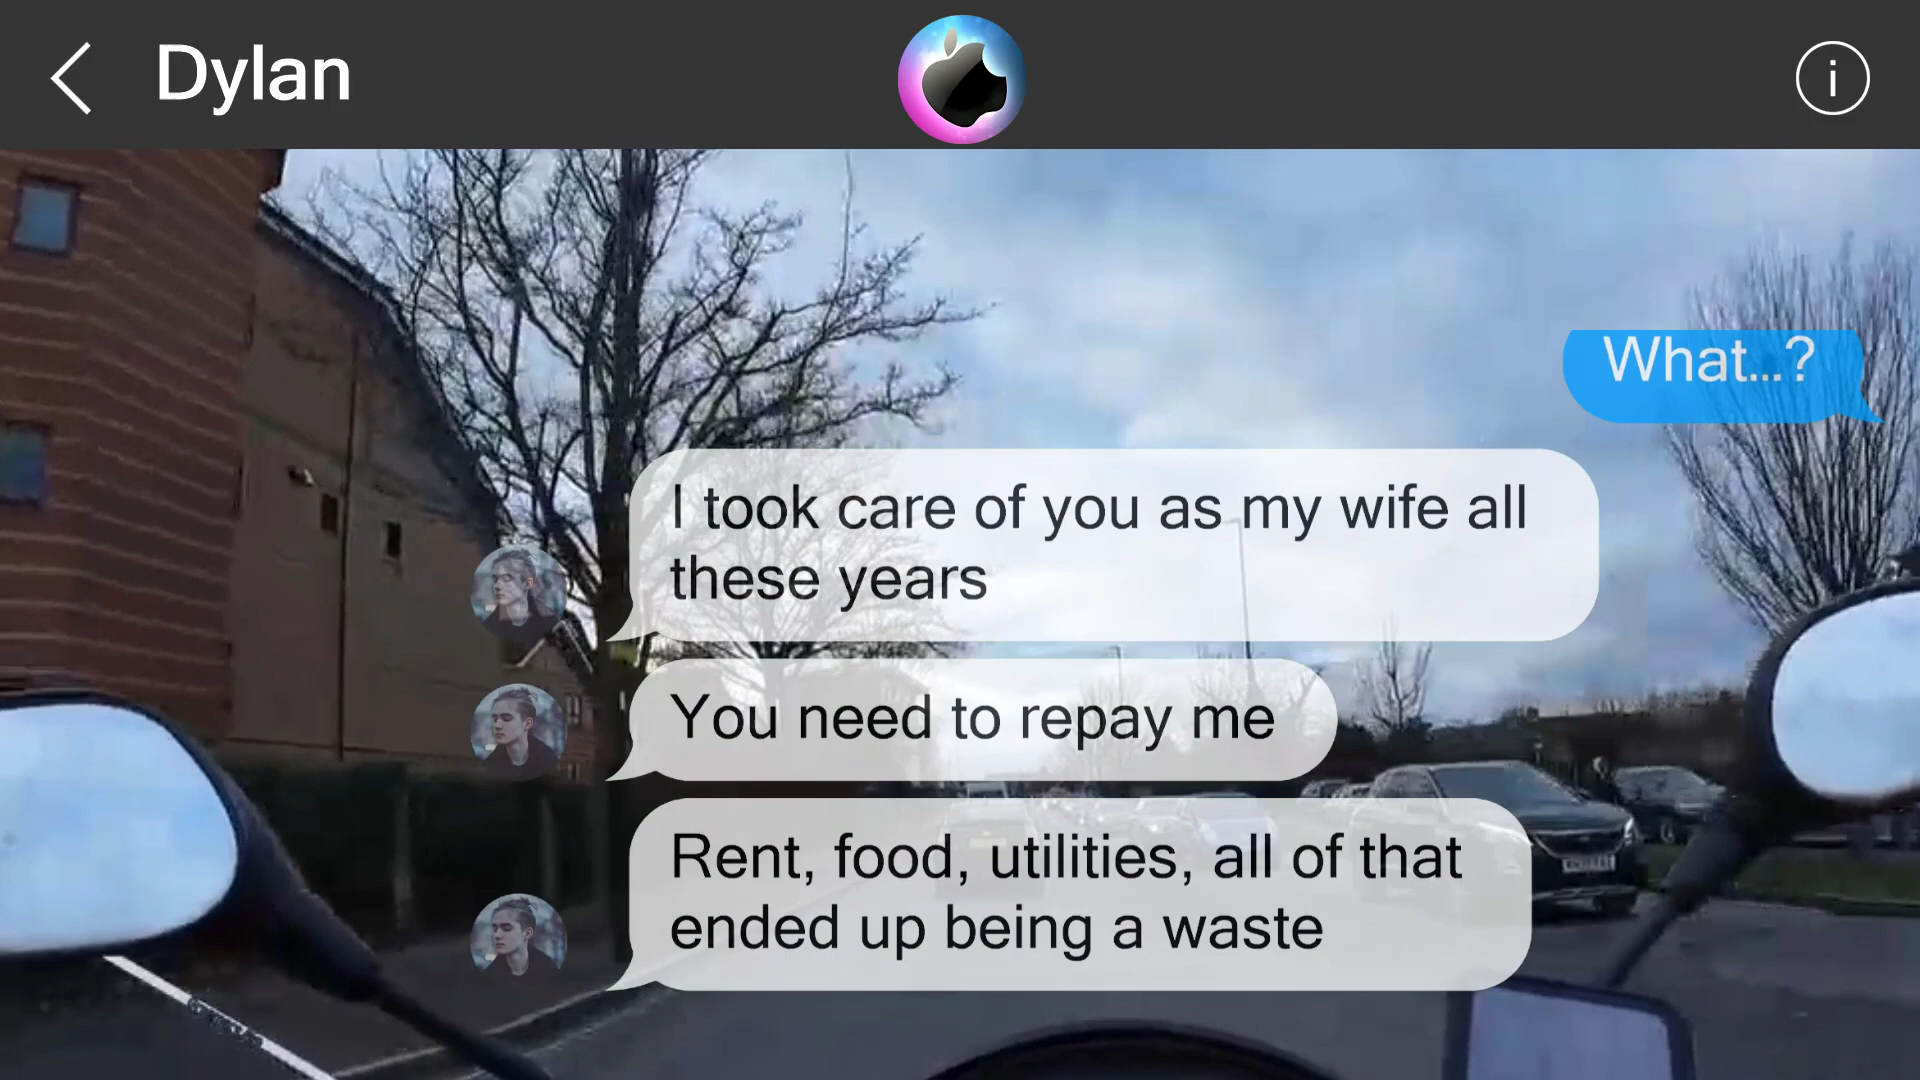 Dylan
What...?
I took care of you as my wife all
these years
You need to repay me
Rent, food, utilities, all of that
ended up being a waste